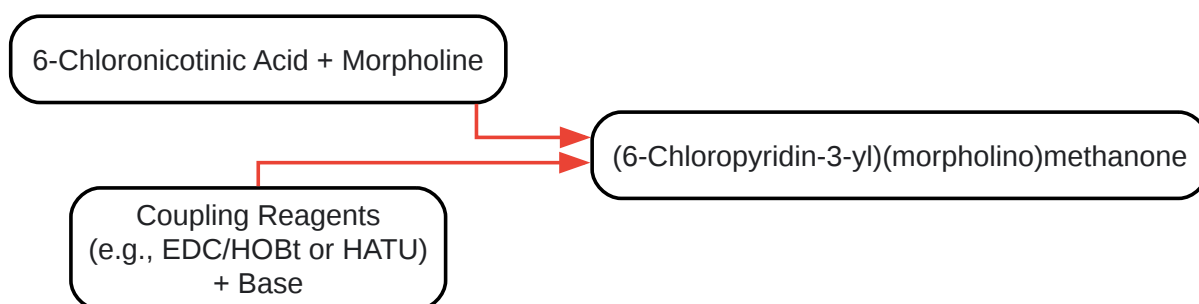 6-Chloronicotinic Acid + Morpholine
(6-Chloropyridin-3-yl)(morpholino)methanone
Coupling Reagents
(e.g., EDC/HOBt or HATU)
+ Base